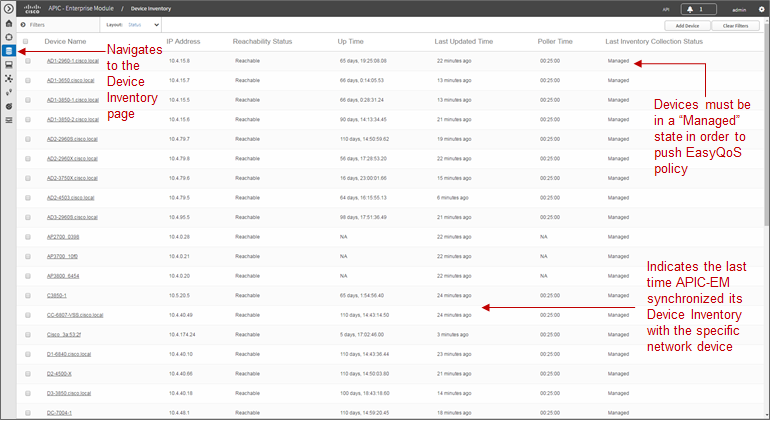 cisco APIC - Enterprise Module / Device Inventory API 1 admin
Filters Layout: Status Add Device Clear Filters
Device Name IP Address Reachability Status Up Time Last Updated Time Poller Time Last Inventory Collection Status
AD1-2960-1.cisco.local 10.4.15.8 Reachable 65 days, 19:25:08.08 22 minutes ago 00:25:00 Managed
AD1-3650.cisco.local 10.4.15.7 Reachable 66 days, 0:14:05.53 21 minutes ago 00:25:00 Managed
AD1-3850-1.cisco.local 10.4.15.6 Reachable 66 days, 0:28:31.24 13 minutes ago 00:25:00 Managed
AD1-3850-2.cisco.local 10.4.15.5 Reachable 90 days, 14:13:34.45 21 minutes ago 00:25:00 Managed
AD2-2960S.cisco.local 10.4.79.7 Reachable 110 days, 14:50:59.62 19 minutes ago 00:25:00 Managed
AD2-2960X.cisco.local 10.4.79.6 Reachable 56 days, 17:26:53.20 22 minutes ago 00:25:00 Managed
AD2-3750X.cisco.local 10.4.79.8 Reachable 16 days, 23:00:01.66 15 minutes ago 00:25:00 Managed
AD2-4503.cisco.local 10.4.79.5 Reachable 64 days, 16:15:55.13 6 minutes ago 00:25:00 Managed
AD3-2960S.cisco.local 10.4.95.5 Reachable 98 days, 17:51:36.49 21 minutes ago 00:25:00 Managed
AP2700_0398 10.4.0.28 Reachable NA 22 minutes ago NA Managed
AP3700_10f0 10.4.0.21 Reachable NA 22 minutes ago NA Managed
AP3600_6454 10.4.0.20 Reachable NA 22 minutes ago NA Managed
C3850-1 10.5.20.5 Reachable 65 days, 1:54:56.40 24 minutes ago 00:25:00 Managed
CC-6807-VSS.cisco.local 10.4.40.49 Reachable 110 days, 14:43:14.50 24 minutes ago 00:25:00 Managed
Cisco_3a:53:2f 10.4.174.24 Reachable 5 days, 17:02:46.00 3 minutes ago 00:25:00 Managed
D1-6840.cisco.local 10.4.40.10 Reachable 110 days, 14:43:36.44 23 minutes ago 00:25:00 Managed
D2-4500-X 10.4.40.66 Reachable 110 days, 14:50:03.80 21 minutes ago 00:25:00 Managed
D3-3850.cisco.local 10.4.40.18 Reachable 100 days, 18:43:18.60 14 minutes ago 00:25:00 Managed
DC-7004-1 10.4.48.1 Reachable 110 days, 14:59:20.45 18 minutes ago 00:25:00 Managed
Navigates
to the
Device
Inventory
page
Devices must be
in a “Managed”
state in order to
push EasyQoS
policy
Indicates the last
time APIC-EM
synchronized its
Device Inventory
with the specific
network device